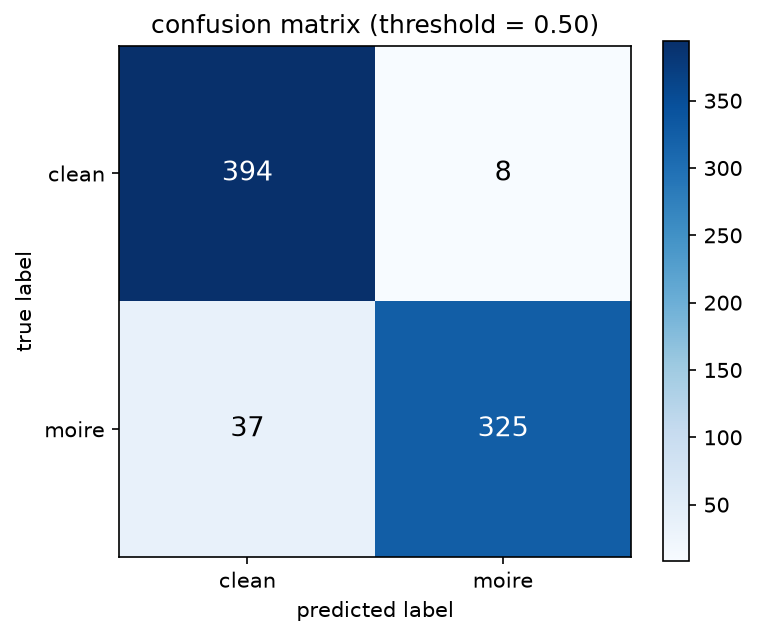 confusion matrix (threshold = 0.50)
clean
394
8
moire
37
325
true label
clean
moire
predicted label
350
300
250
200
150
100
50